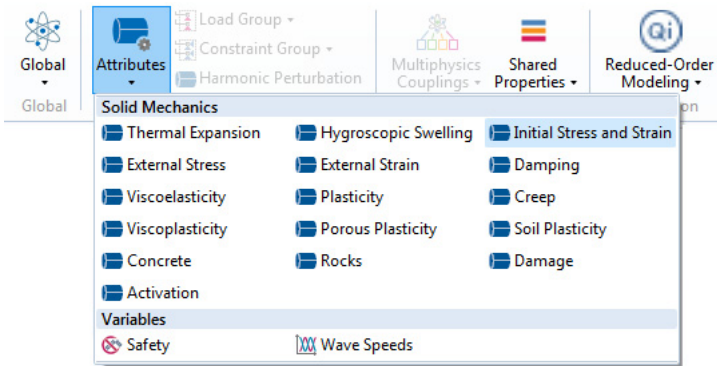 Global
Attributes
Load Group
Constraint Group
Harmonic Perturbation
Multiphysics
Couplings
Shared
Properties
Qi
Reduced-Order
Modeling
Global
on
Solid Mechanics
Thermal Expansion Hygroscopic Swelling Initial Stress and Strain
External Stress External Strain Damping
Viscoelasticity Plasticity Creep
Viscoplasticity Porous Plasticity Soil Plasticity
Concrete Rocks Damage
Activation
Variables
Safety Wave Speeds